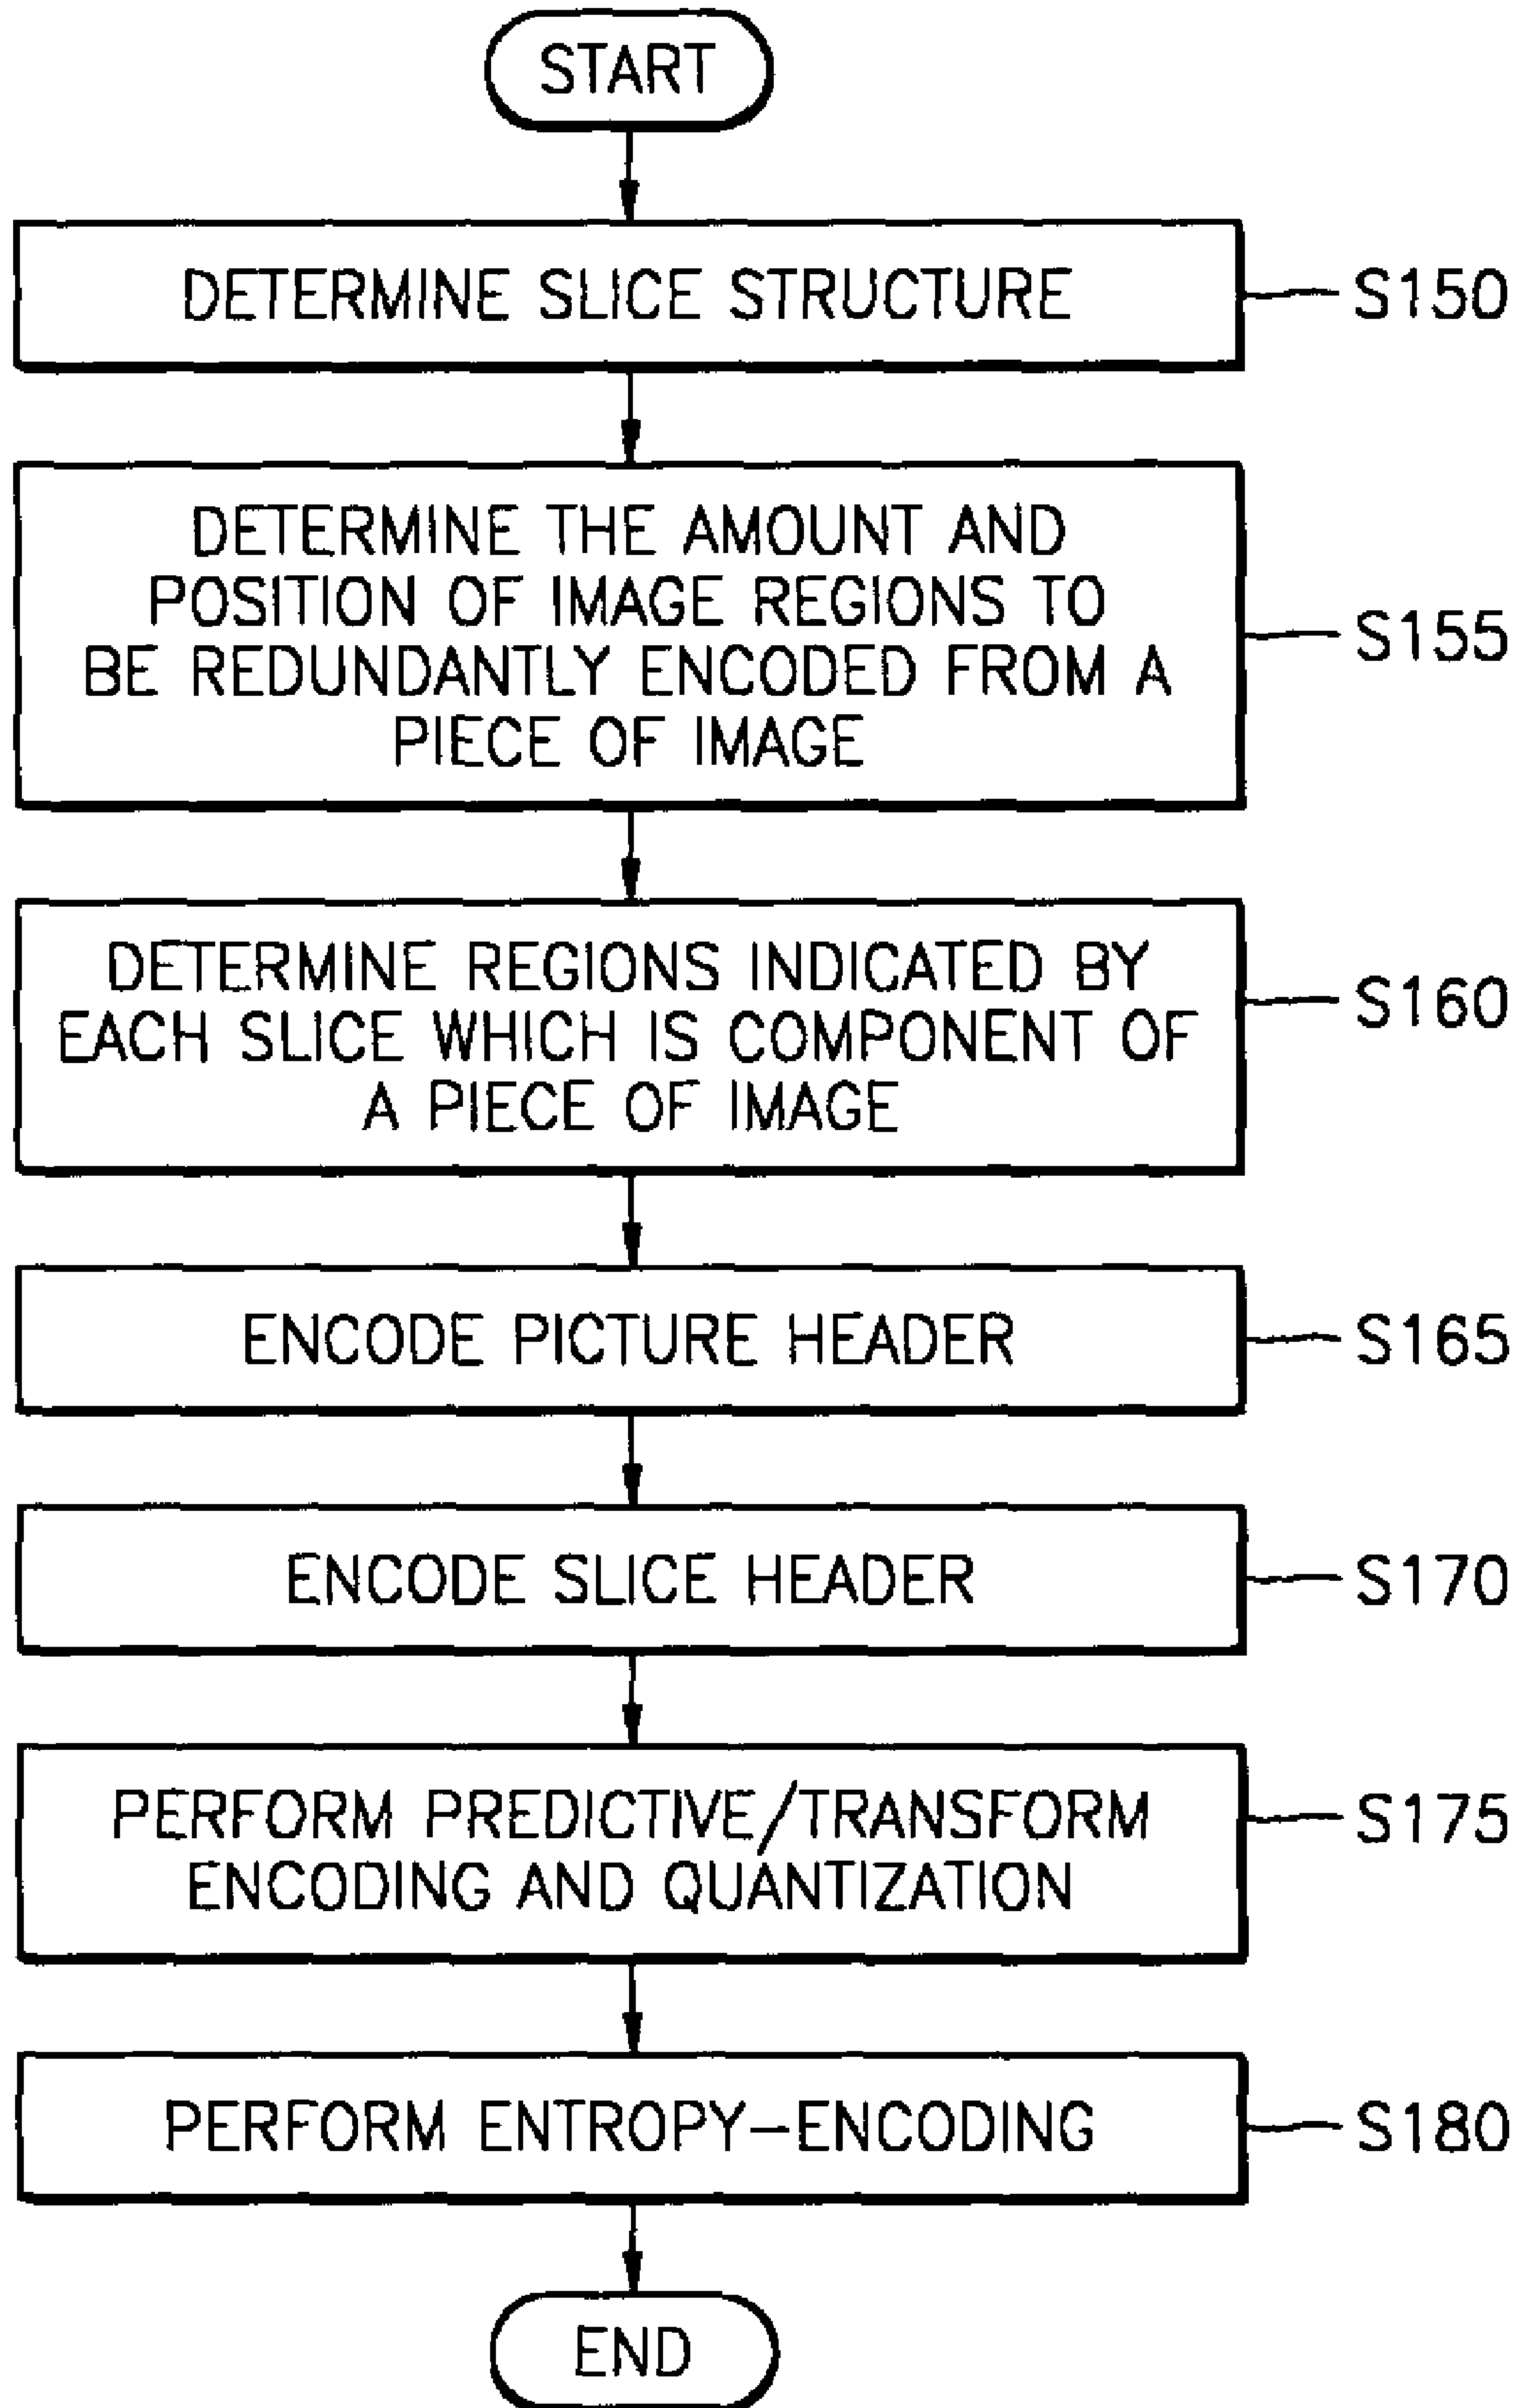 START
DETERMINE SLICE STRUCTURE
S150
DETERMINE THE AMOUNT AND
POSITION OF IMAGE REGIONS TO
BE REDUNDANTLY ENCODED FROM A
PIECE OF IMAGE
S155
DETERMINE REGIONS INDICATED BY
EACH SLICE WHICH IS COMPONENT OF
A PIECE OF IMAGE
S160
ENCODE PICTURE HEADER
S165
ENCODE SLICE HEADER
S170
PERFORM PREDICTIVE/TRANSFORM
ENCODING AND QUANTIZATION
S175
PERFORM ENTROPY-ENCODING
S180
END